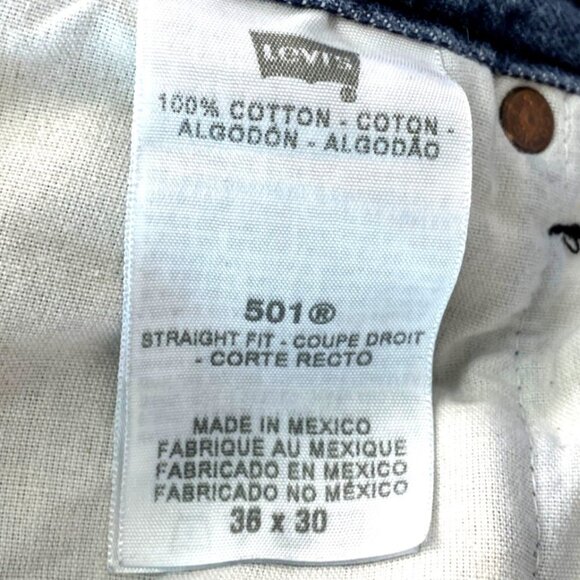 LEVI'S
100% COTTON - COTON -
ALGODÓN - ALGODÃO
501®
STRAIGHT FIT - COUPE DROIT
- CORTE RECTO
MADE IN MEXICO
FABRIQUE AU MEXIQUE
FABRICADO EN MÉXICO
FABRICADO NO MÉXICO
36 x 30